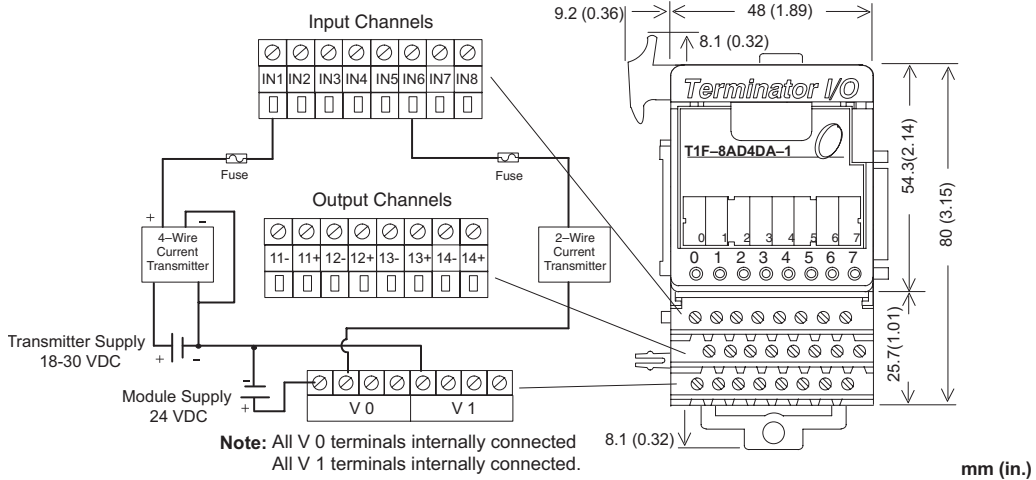 Input Channels
IN1 IN2 IN3 IN4 IN5 IN6 IN7 IN8
Fuse
Fuse
Output Channels
11- 11+ 12- 12+ 13- 13+ 14- 14+
+ -
4–Wire
Current
Transmitter
2–Wire
Current
Transmitter
Transmitter Supply
18-30 VDC
+ -
Module Supply
24 VDC
-
+
V 0 V 1
Note: All V 0 terminals internally connected
All V 1 terminals internally connected.
9.2 (0.36)
48 (1.89)
8.1 (0.32)
Terminator I/O
T1F–8AD4DA–1
0 1 2 3 4 5 6 7
0 1 2 3 4 5 6 7
54.3(2.14)
80 (3.15)
25.7(1.01)
8.1 (0.32)
mm (in.)